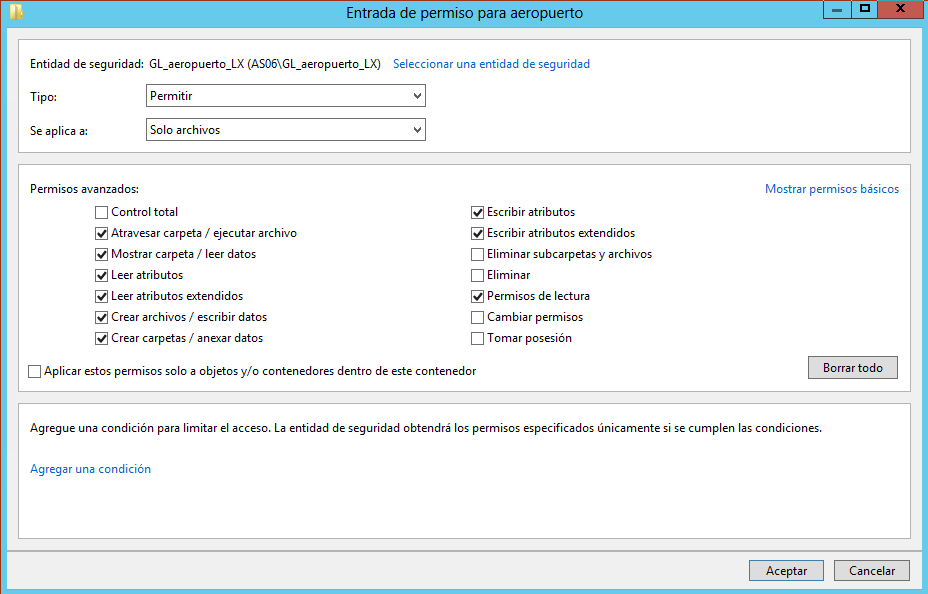 Entrada de permiso para aeropuerto
Entidad de seguridad: GL_aeropuerto_LX (AS06\GL_aeropuerto_LX) Seleccionar una entidad de seguridad
Tipo: Permitir
Se aplica a: Solo archivos
Permisos avanzados: Mostrar permisos básicos
Control total
Atravesar carpeta / ejecutar archivo
Mostrar carpeta / leer datos
Leer atributos
Leer atributos extendidos
Crear archivos / escribir datos
Crear carpetas / anexar datos
Escribir atributos
Escribir atributos extendidos
Eliminar subcarpetas y archivos
Eliminar
Permisos de lectura
Cambiar permisos
Tomar posesión
Aplicar estos permisos solo a objetos y/o contenedores dentro de este contenedor
Borrar todo
Agregue una condición para limitar el acceso. La entidad de seguridad obtendrá los permisos especificados únicamente si se cumplen las condiciones.
Agregar una condición
Aceptar Cancelar